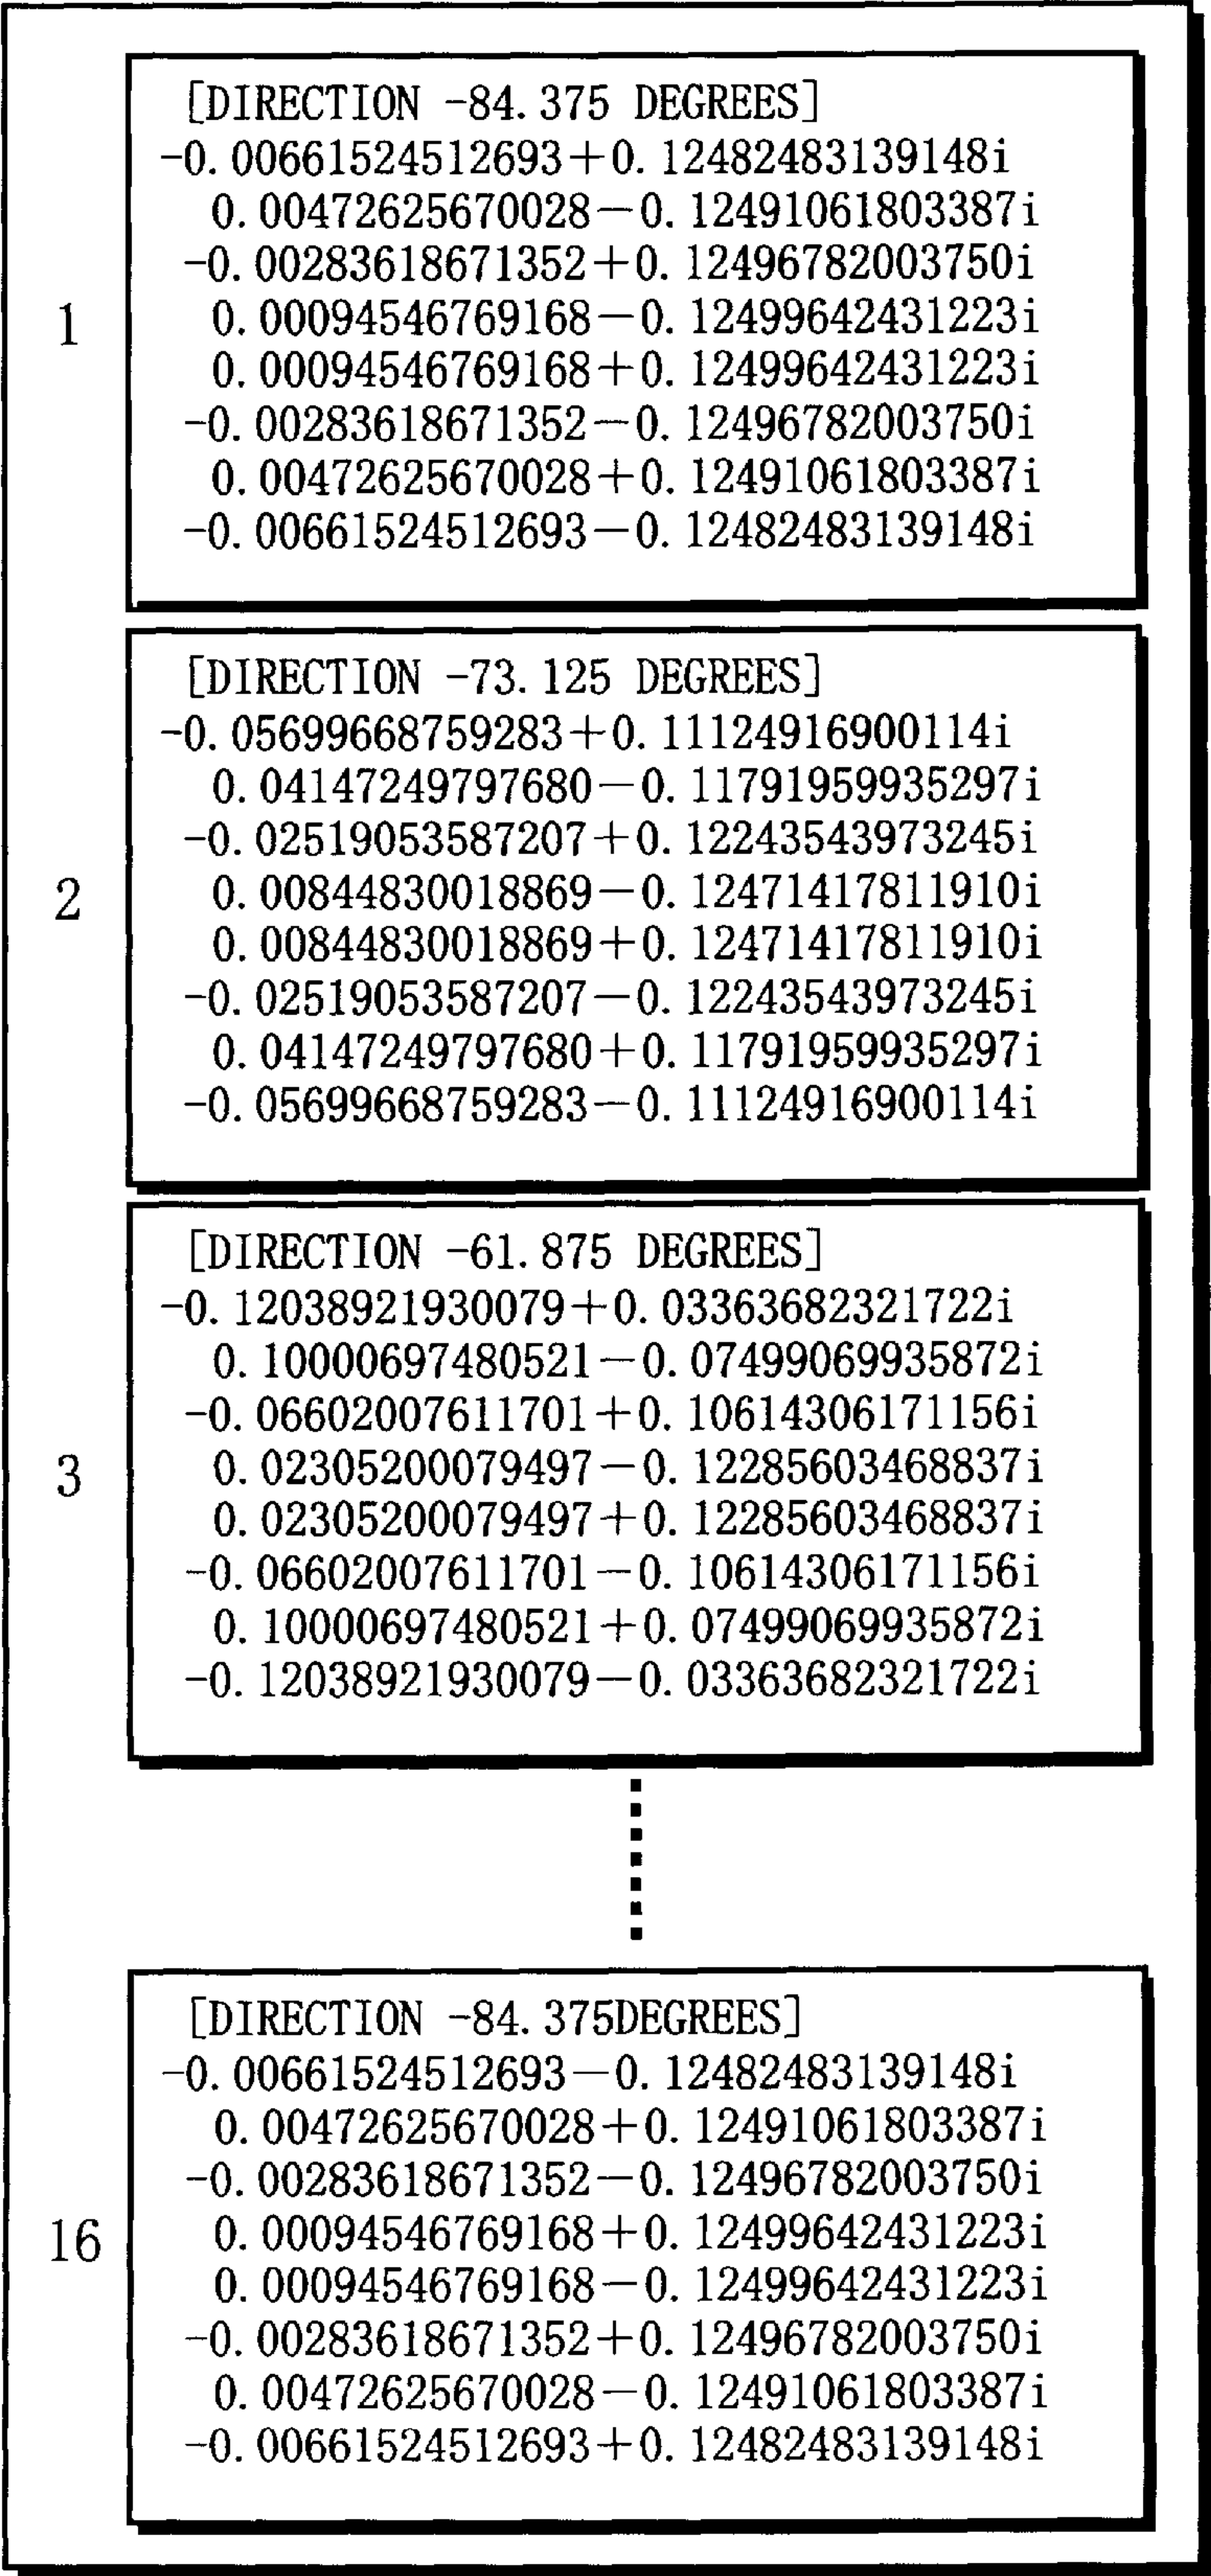 [DIRECTION -84.375 DEGREES]
-0.00661524512693+0.12482483139148i
0.00472625670028-0.12491061803387i
-0.00283618671352+0.12496782003750i
1
0.00094546769168-0.12499642431223i
0.00094546769168+0.12499642431223i
-0.00283618671352-0.12496782003750i
0.00472625670028+0.12491061803387i
-0.00661524512693-0.12482483139148i
[DIRECTION -73.125 DEGREES]
-0.05699668759283+0.11124916900114i
0.04147249797680-0.11791959935297i
-0.02519053587207+0.12243543973245i
2
0.00844830018869-0.12471417811910i
0.00844830018869+0.12471417811910i
-0.02519053587207-0.12243543973245i
0.04147249797680+0.11791959935297i
-0.05699668759283-0.11124916900114i
[DIRECTION -61.875 DEGREES]
-0.12038921930079+0.03363682321722i
0.10000697480521-0.07499069935872i
-0.06602007611701+0.10614306171156i
3
0.02305200079497-0.12285603468837i
0.02305200079497+0.12285603468837i
-0.06602007611701-0.10614306171156i
0.10000697480521+0.07499069935872i
-0.12038921930079-0.03363682321722i
[DIRECTION -84.375DEGREES]
-0.00661524512693-0.12482483139148i
0.00472625670028+0.12491061803387i
-0.00283618671352-0.12496782003750i
16
0.00094546769168+0.12499642431223i
0.00094546769168-0.12499642431223i
-0.00283618671352+0.12496782003750i
0.00472625670028-0.12491061803387i
-0.00661524512693+0.12482483139148i